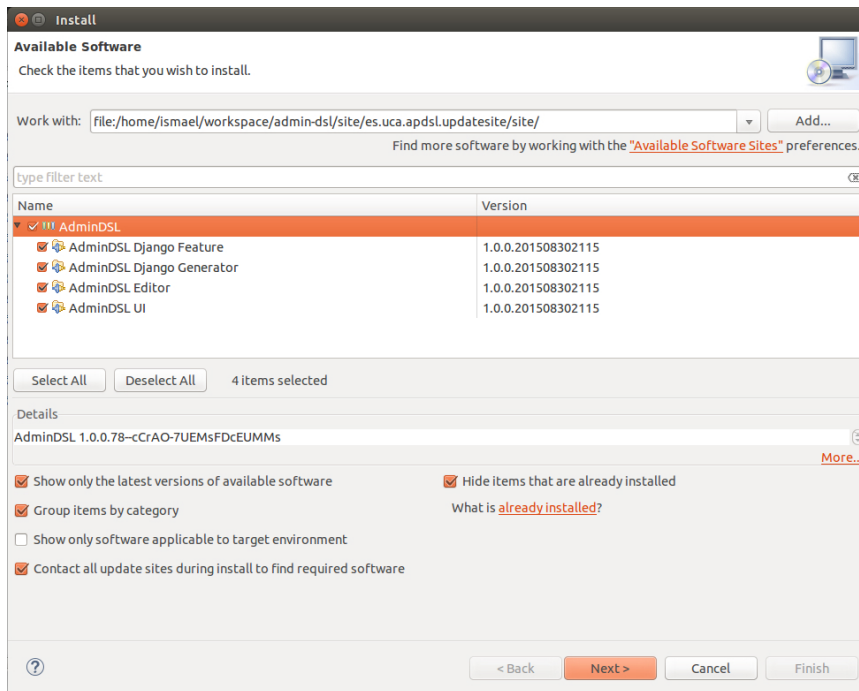 Install
Available Software
Check the items that you wish to install.
Work with: file:/home/ismael/workspace/admin-dsl/site/es.uca.apdsl.updatesite/site/ Add...
Find more software by working with the "Available Software Sites" preferences.
type filter text
Name Version
AdminDSL
AdminDSL Django Feature 1.0.0.201508302115
AdminDSL Django Generator 1.0.0.201508302115
AdminDSL Editor 1.0.0.201508302115
AdminDSL UI 1.0.0.201508302115
Select All Deselect All 4 items selected
Details
AdminDSL 1.0.0.78--cCrAO-7UEMsFDcEUMMs
More..
Show only the latest versions of available software Hide items that are already installed
Group items by category What is already installed?
Show only software applicable to target environment
Contact all update sites during install to find required software
? < Back Next > Cancel Finish